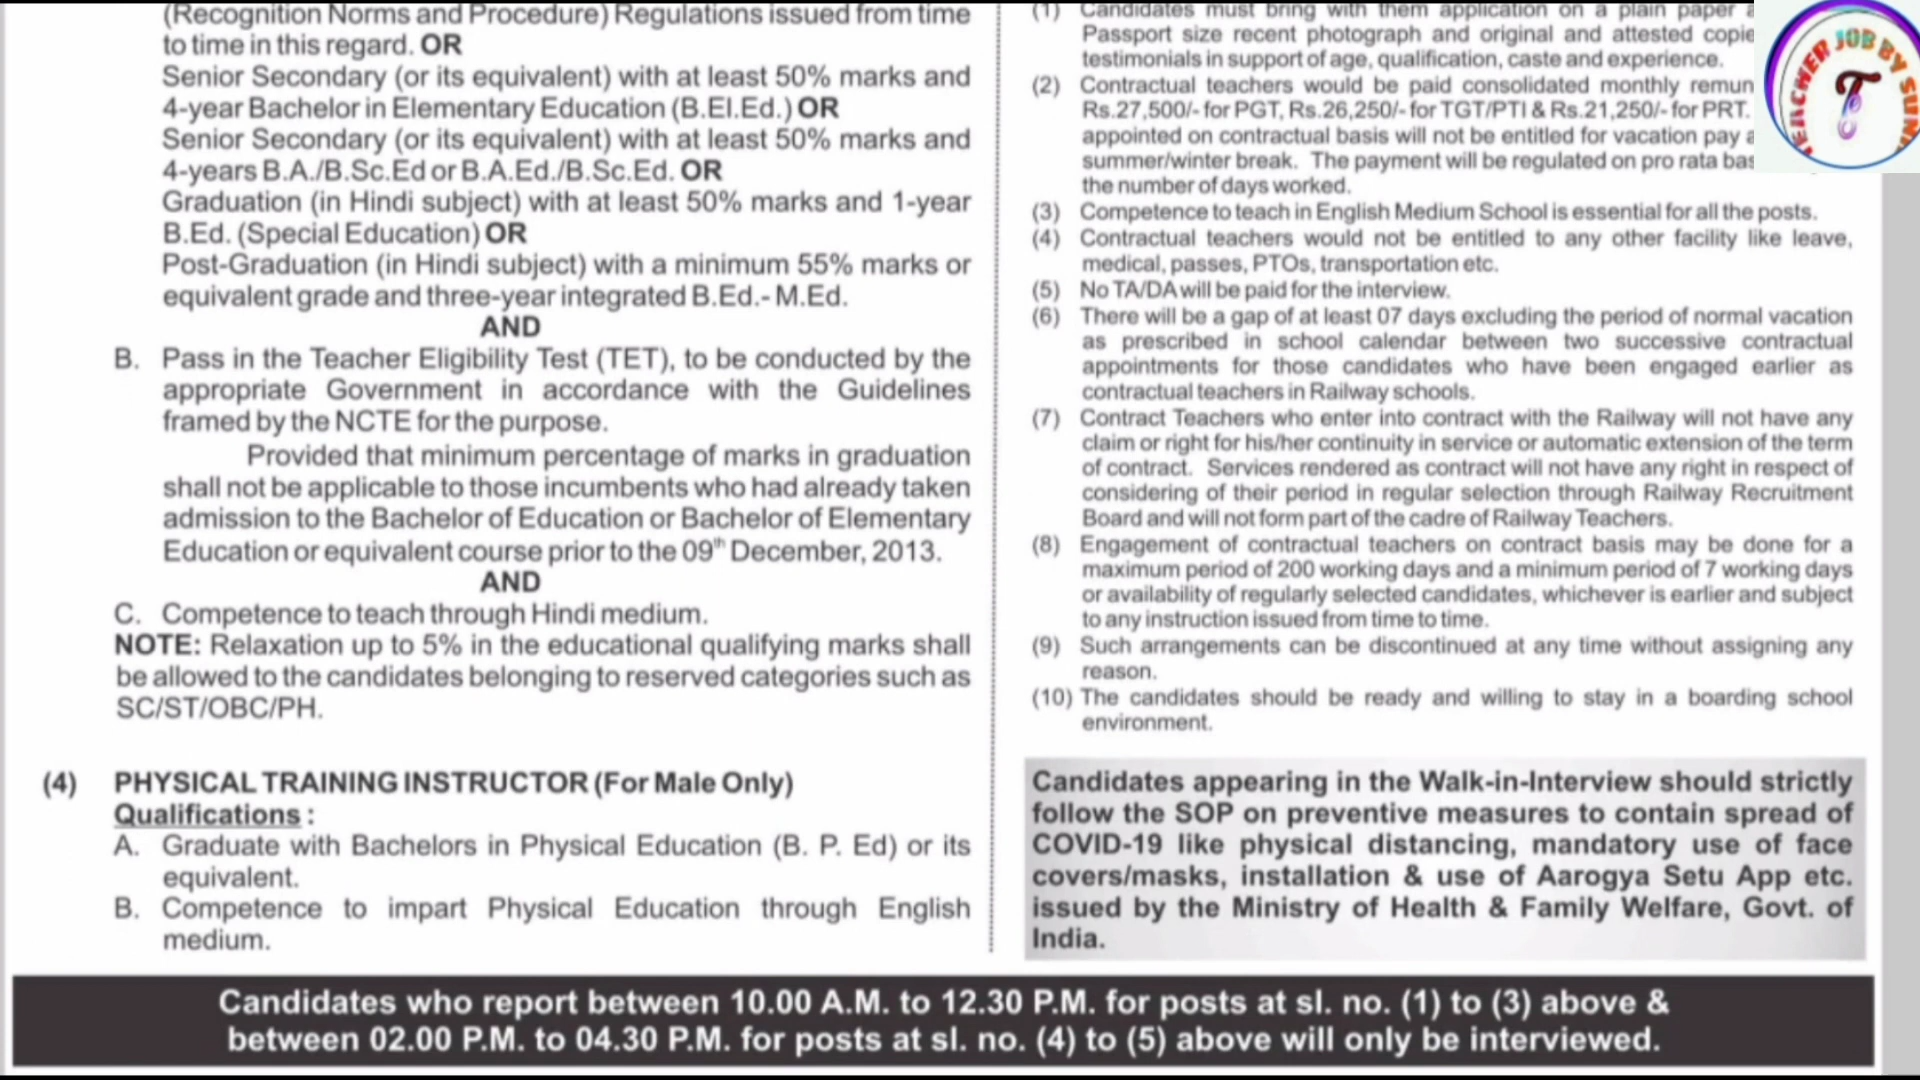 (Recognition Norms and Procedure) Regulations issued from time
to time in this regard. OR
Senior Secondary (or its equivalent) with at least 50% marks and
4-year Bachelor in Elementary Education (B.El.Ed.) OR
Senior Secondary (or its equivalent) with at least 50% marks and
4-years B.A./B.Sc.Ed or B.A.Ed./B.Sc.Ed. OR
Graduation (in Hindi subject) with at least 50% marks and 1-year
B.Ed. (Special Education) OR
Post-Graduation (in Hindi subject) with a minimum 55% marks or
equivalent grade and three-year integrated B.Ed.- M.Ed.
AND
B. Pass in the Teacher Eligibility Test (TET), to be conducted by the
appropriate Government in accordance with the Guidelines
framed by the NCTE for the purpose.
Provided that minimum percentage of marks in graduation
shall not be applicable to those incumbents who had already taken
admission to the Bachelor of Education or Bachelor of Elementary
Education or equivalent course prior to the 09th December, 2013.
AND
C. Competence to teach through Hindi medium.
NOTE: Relaxation up to 5% in the educational qualifying marks shall
be allowed to the candidates belonging to reserved categories such as
SC/ST/OBC/PH.
(4) PHYSICAL TRAINING INSTRUCTOR (For Male Only)
Qualifications :
A. Graduate with Bachelors in Physical Education (B. P. Ed) or its
equivalent.
B. Competence to impart Physical Education through English
medium.
(1) Candidates must bring with them application on a plain paper
Passport size recent photograph and original and attested copie
testimonials in support of age, qualification, caste and experience.
(2) Contractual teachers would be paid consolidated monthly remun
Rs.27,500/- for PGT, Rs.26,250/- for TGT/PTI & Rs.21,250/- for PRT.
appointed on contractual basis will not be entitled for vacation pay
summer/winter break. The payment will be regulated on pro rata bas
the number of days worked.
(3) Competence to teach in English Medium School is essential for all the posts.
(4) Contractual teachers would not be entitled to any other facility like leave,
medical, passes, PTOs, transportation etc.
(5) No TA/DA will be paid for the interview.
(6) There will be a gap of at least 07 days excluding the period of normal vacation
as prescribed in school calendar between two successive contractual
appointments for those candidates who have been engaged earlier as
contractual teachers in Railway schools.
(7) Contract Teachers who enter into contract with the Railway will not have any
claim or right for his/her continuity in service or automatic extension of the term
of contract. Services rendered as contract will not have any right in respect of
considering of their period in regular selection through Railway Recruitment
Board and will not form part of the cadre of Railway Teachers.
(8) Engagement of contractual teachers on contract basis may be done for a
maximum period of 200 working days and a minimum period of 7 working days
or availability of regularly selected candidates, whichever is earlier and subject
to any instruction issued from time to time.
(9) Such arrangements can be discontinued at any time without assigning any
reason.
(10) The candidates should be ready and willing to stay in a boarding school
environment.
Candidates appearing in the Walk-in-Interview should strictly
follow the SOP on preventive measures to contain spread of
COVID-19 like physical distancing, mandatory use of face
covers/masks, installation & use of Aarogya Setu App etc.
issued by the Ministry of Health & Family Welfare, Govt. of
India.
Candidates who report between 10.00 A.M. to 12.30 P.M. for posts at sl. no. (1) to (3) above &
between 02.00 P.M. to 04.30 P.M. for posts at sl. no. (4) to (5) above will only be interviewed.
TEACHER JOB BY